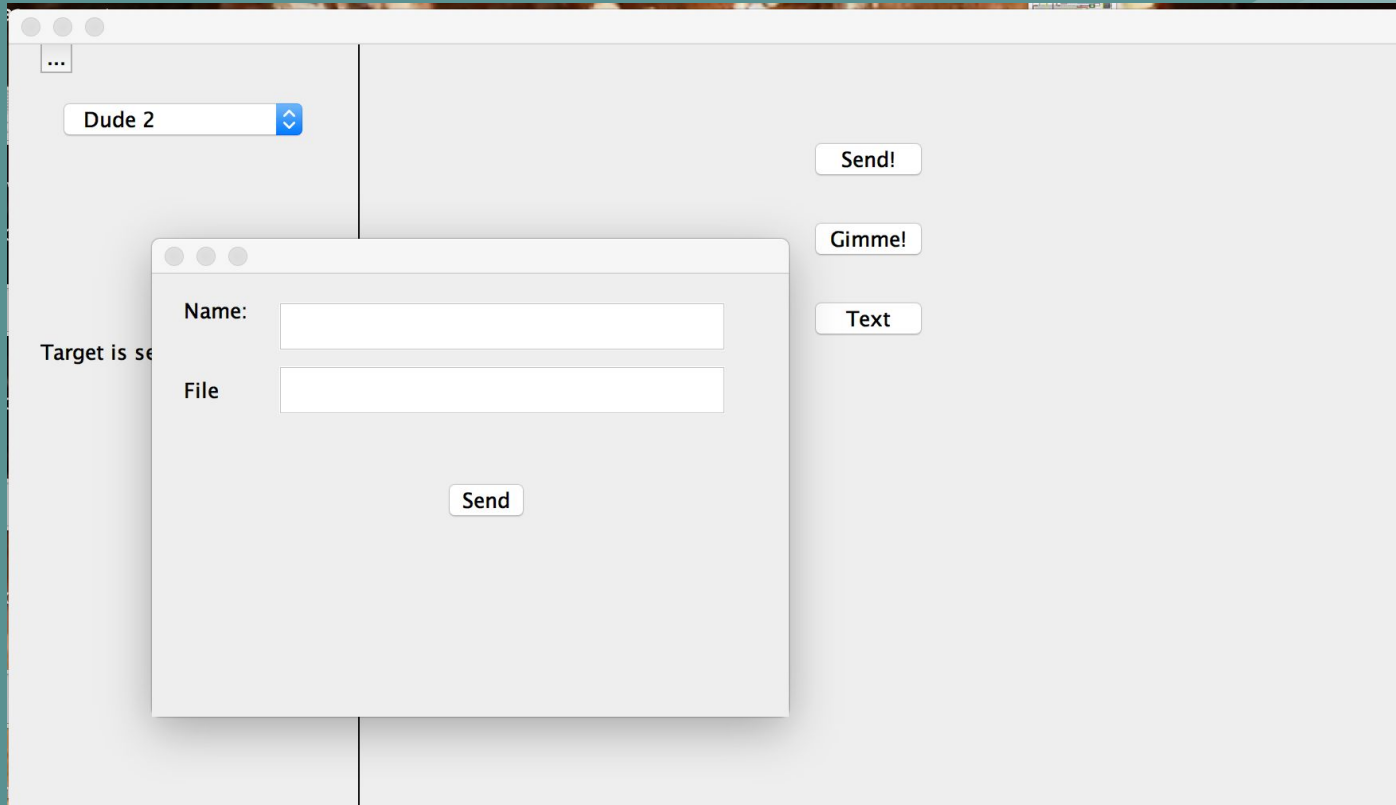 ...
Dude 2
Send!
Gimme!
Name:
Text
Target is se
File
Send